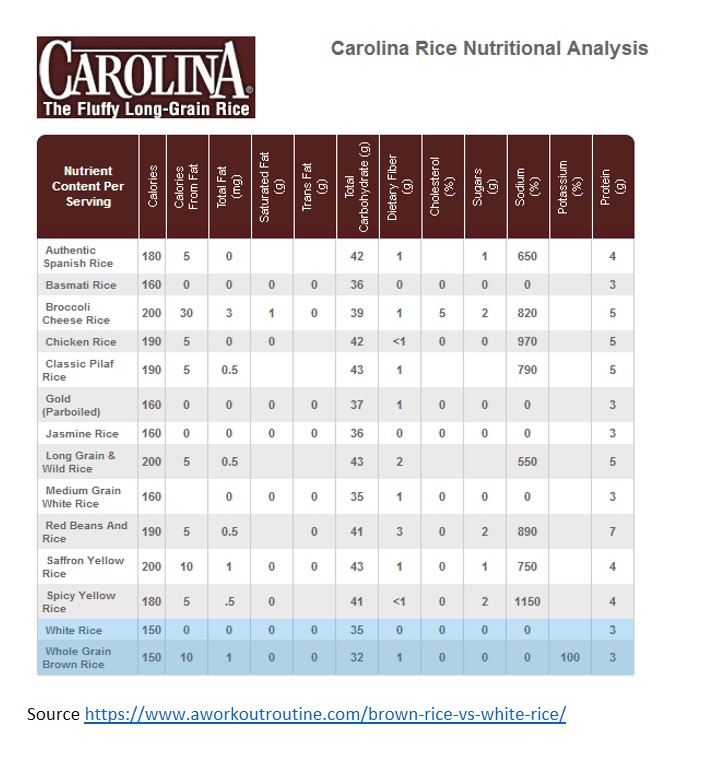 Carolina Rice Nutritional Analysis
CAROLINA®
The Fluffy Long-Grain Rice
Nutrient Content Per Serving Calories Calories From Fat Total Fat (mg) Saturated Fat (g) Trans Fat (g) Total Carbohydrate (g) Dietary Fiber (g) Cholesterol (%) Sugars (g) Sodium (%) Potassium (%) Protein (g)
Authentic Spanish Rice 180 5 0 42 1 1 650 4
Basmati Rice 160 0 0 0 0 36 0 0 0 0 3
Broccoli Cheese Rice 200 30 3 1 0 39 1 5 2 820 5
Chicken Rice 190 5 0 0 42 <1 0 0 970 5
Classic Pilaf Rice 190 5 0.5 43 1 790 5
Gold (Parboiled) 160 0 0 0 0 37 1 0 0 0 3
Jasmine Rice 160 0 0 0 0 36 0 0 0 0 3
Long Grain & Wild Rice 200 5 0.5 43 2 550 5
Medium Grain White Rice 160 0 0 0 35 1 0 0 0 3
Red Beans And Rice 190 5 0.5 0 41 3 0 2 890 7
Saffron Yellow Rice 200 10 1 0 0 43 1 0 1 750 4
Spicy Yellow Rice 180 5 .5 0 41 <1 0 2 1150 4
White Rice 150 0 0 0 0 35 0 0 0 0 3
Whole Grain Brown Rice 150 10 1 0 0 32 1 0 0 0 100 3
Source https://www.aworkoutroutine.com/brown-rice-vs-white-rice/